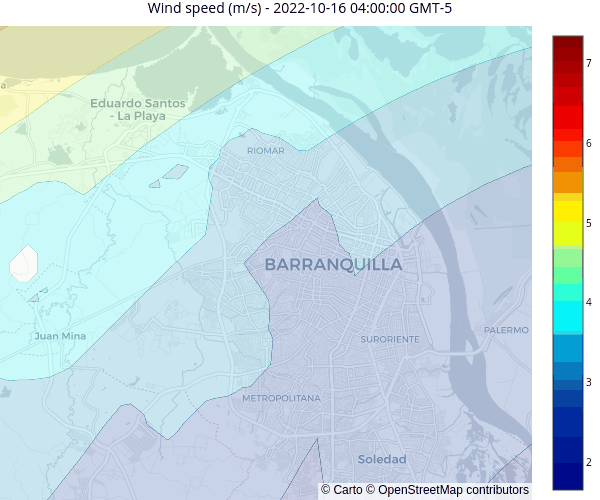 Wind speed (m/s) - 2022-10-16 04:00:00 GMT-5
7
a
Eduardo Santos
- La Playa
6
RIOMAR
5
BARRANQUILLA
4
Juan Mina
PALERMO
SURORIENTE
3
METROPOLITANA
Soledad
2
© Carto © OpenStreetMap contributors